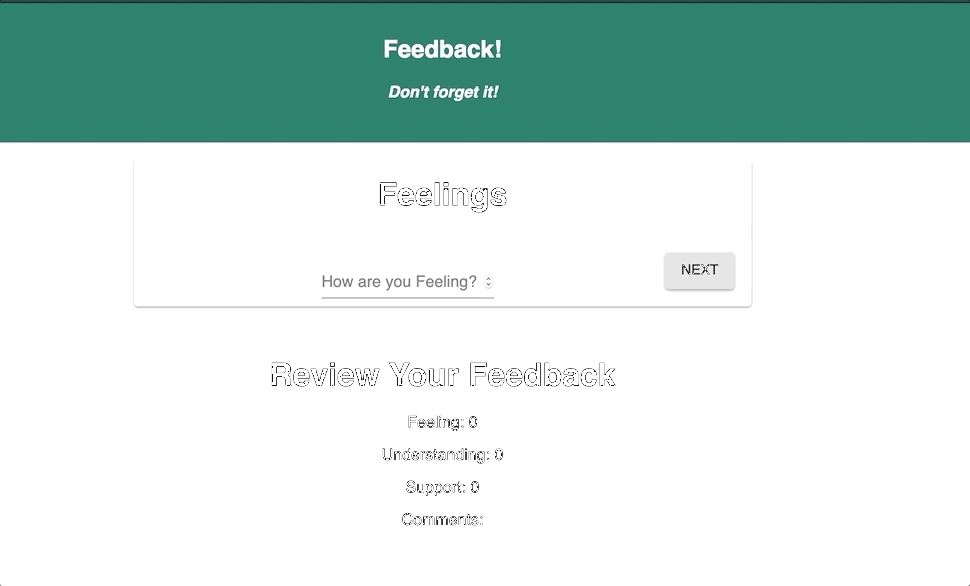 Feedback!
Don't forget it!
Feelings
How are you Feeling?
NEXT
Review Your Feedback
Feeling: 0
Understanding: 0
Support: 0
Comments: